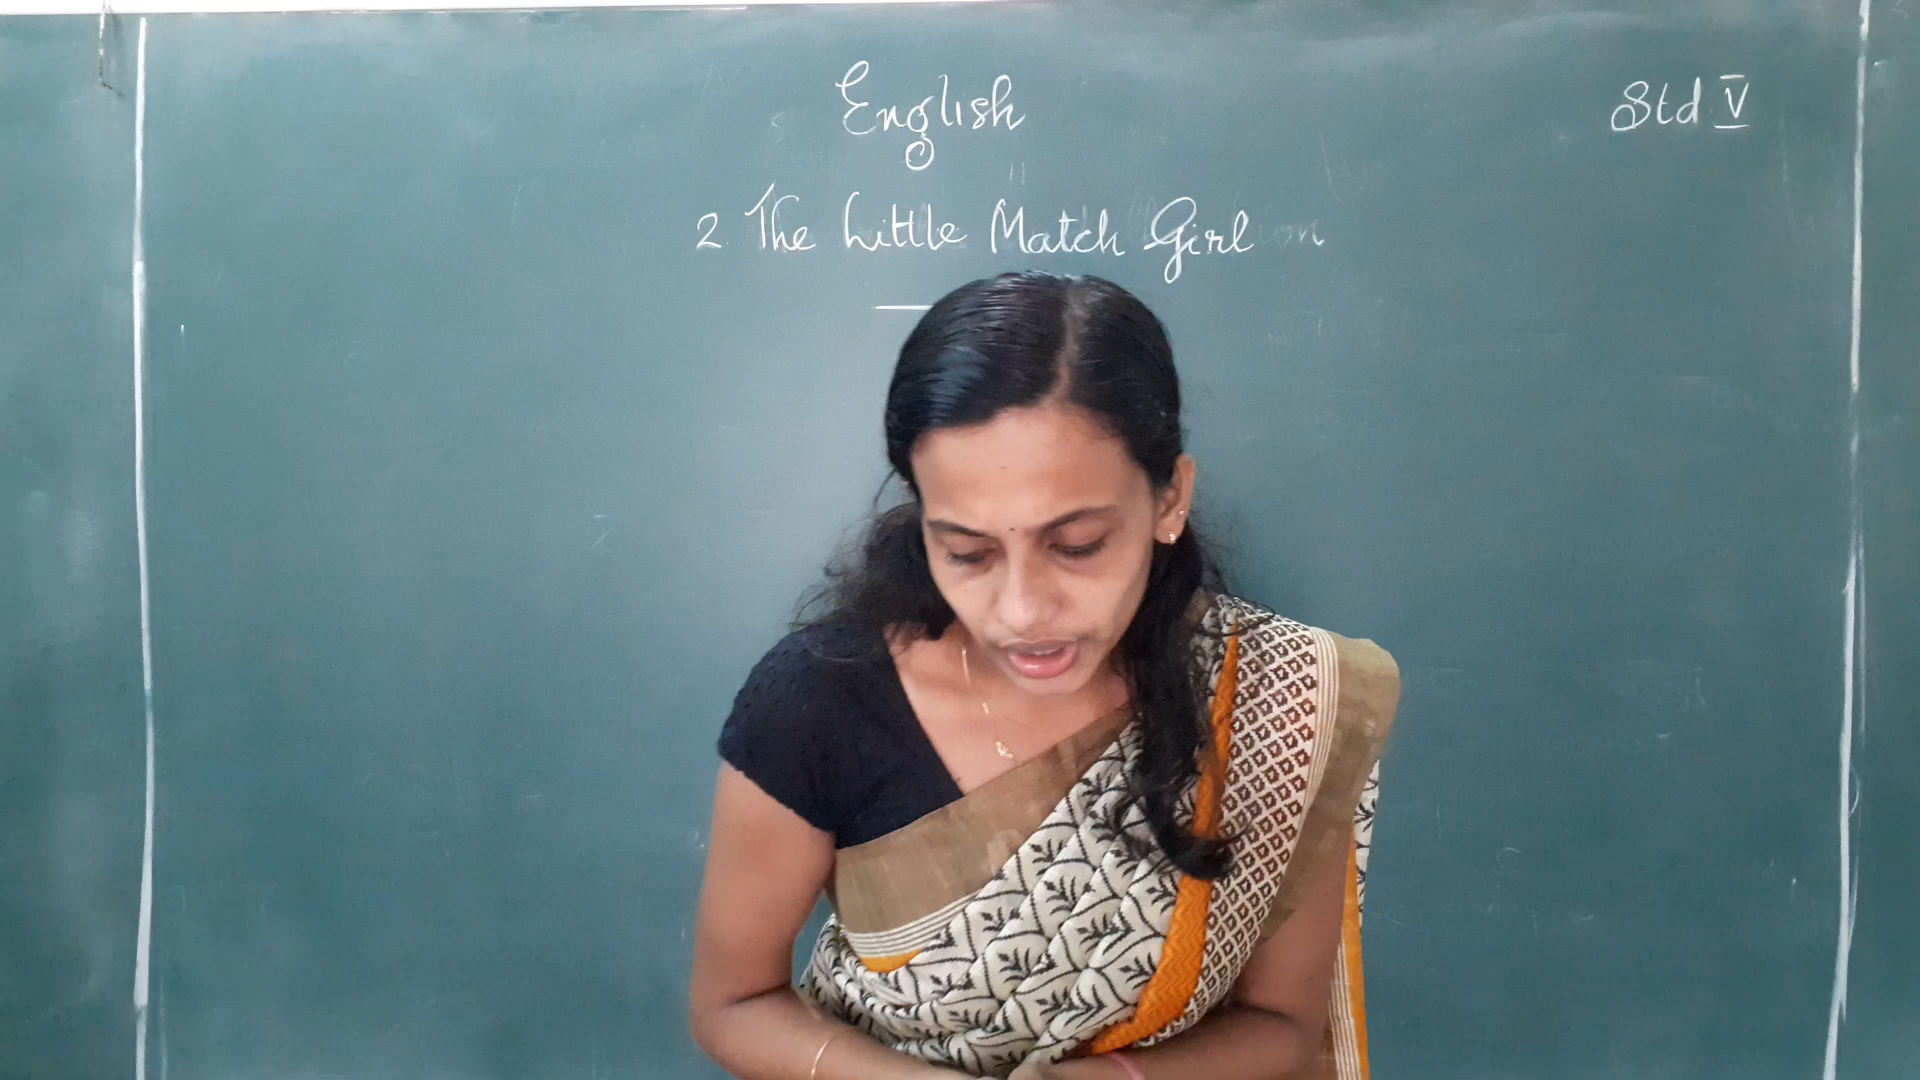 English
Std V
2. The Little Match Girl